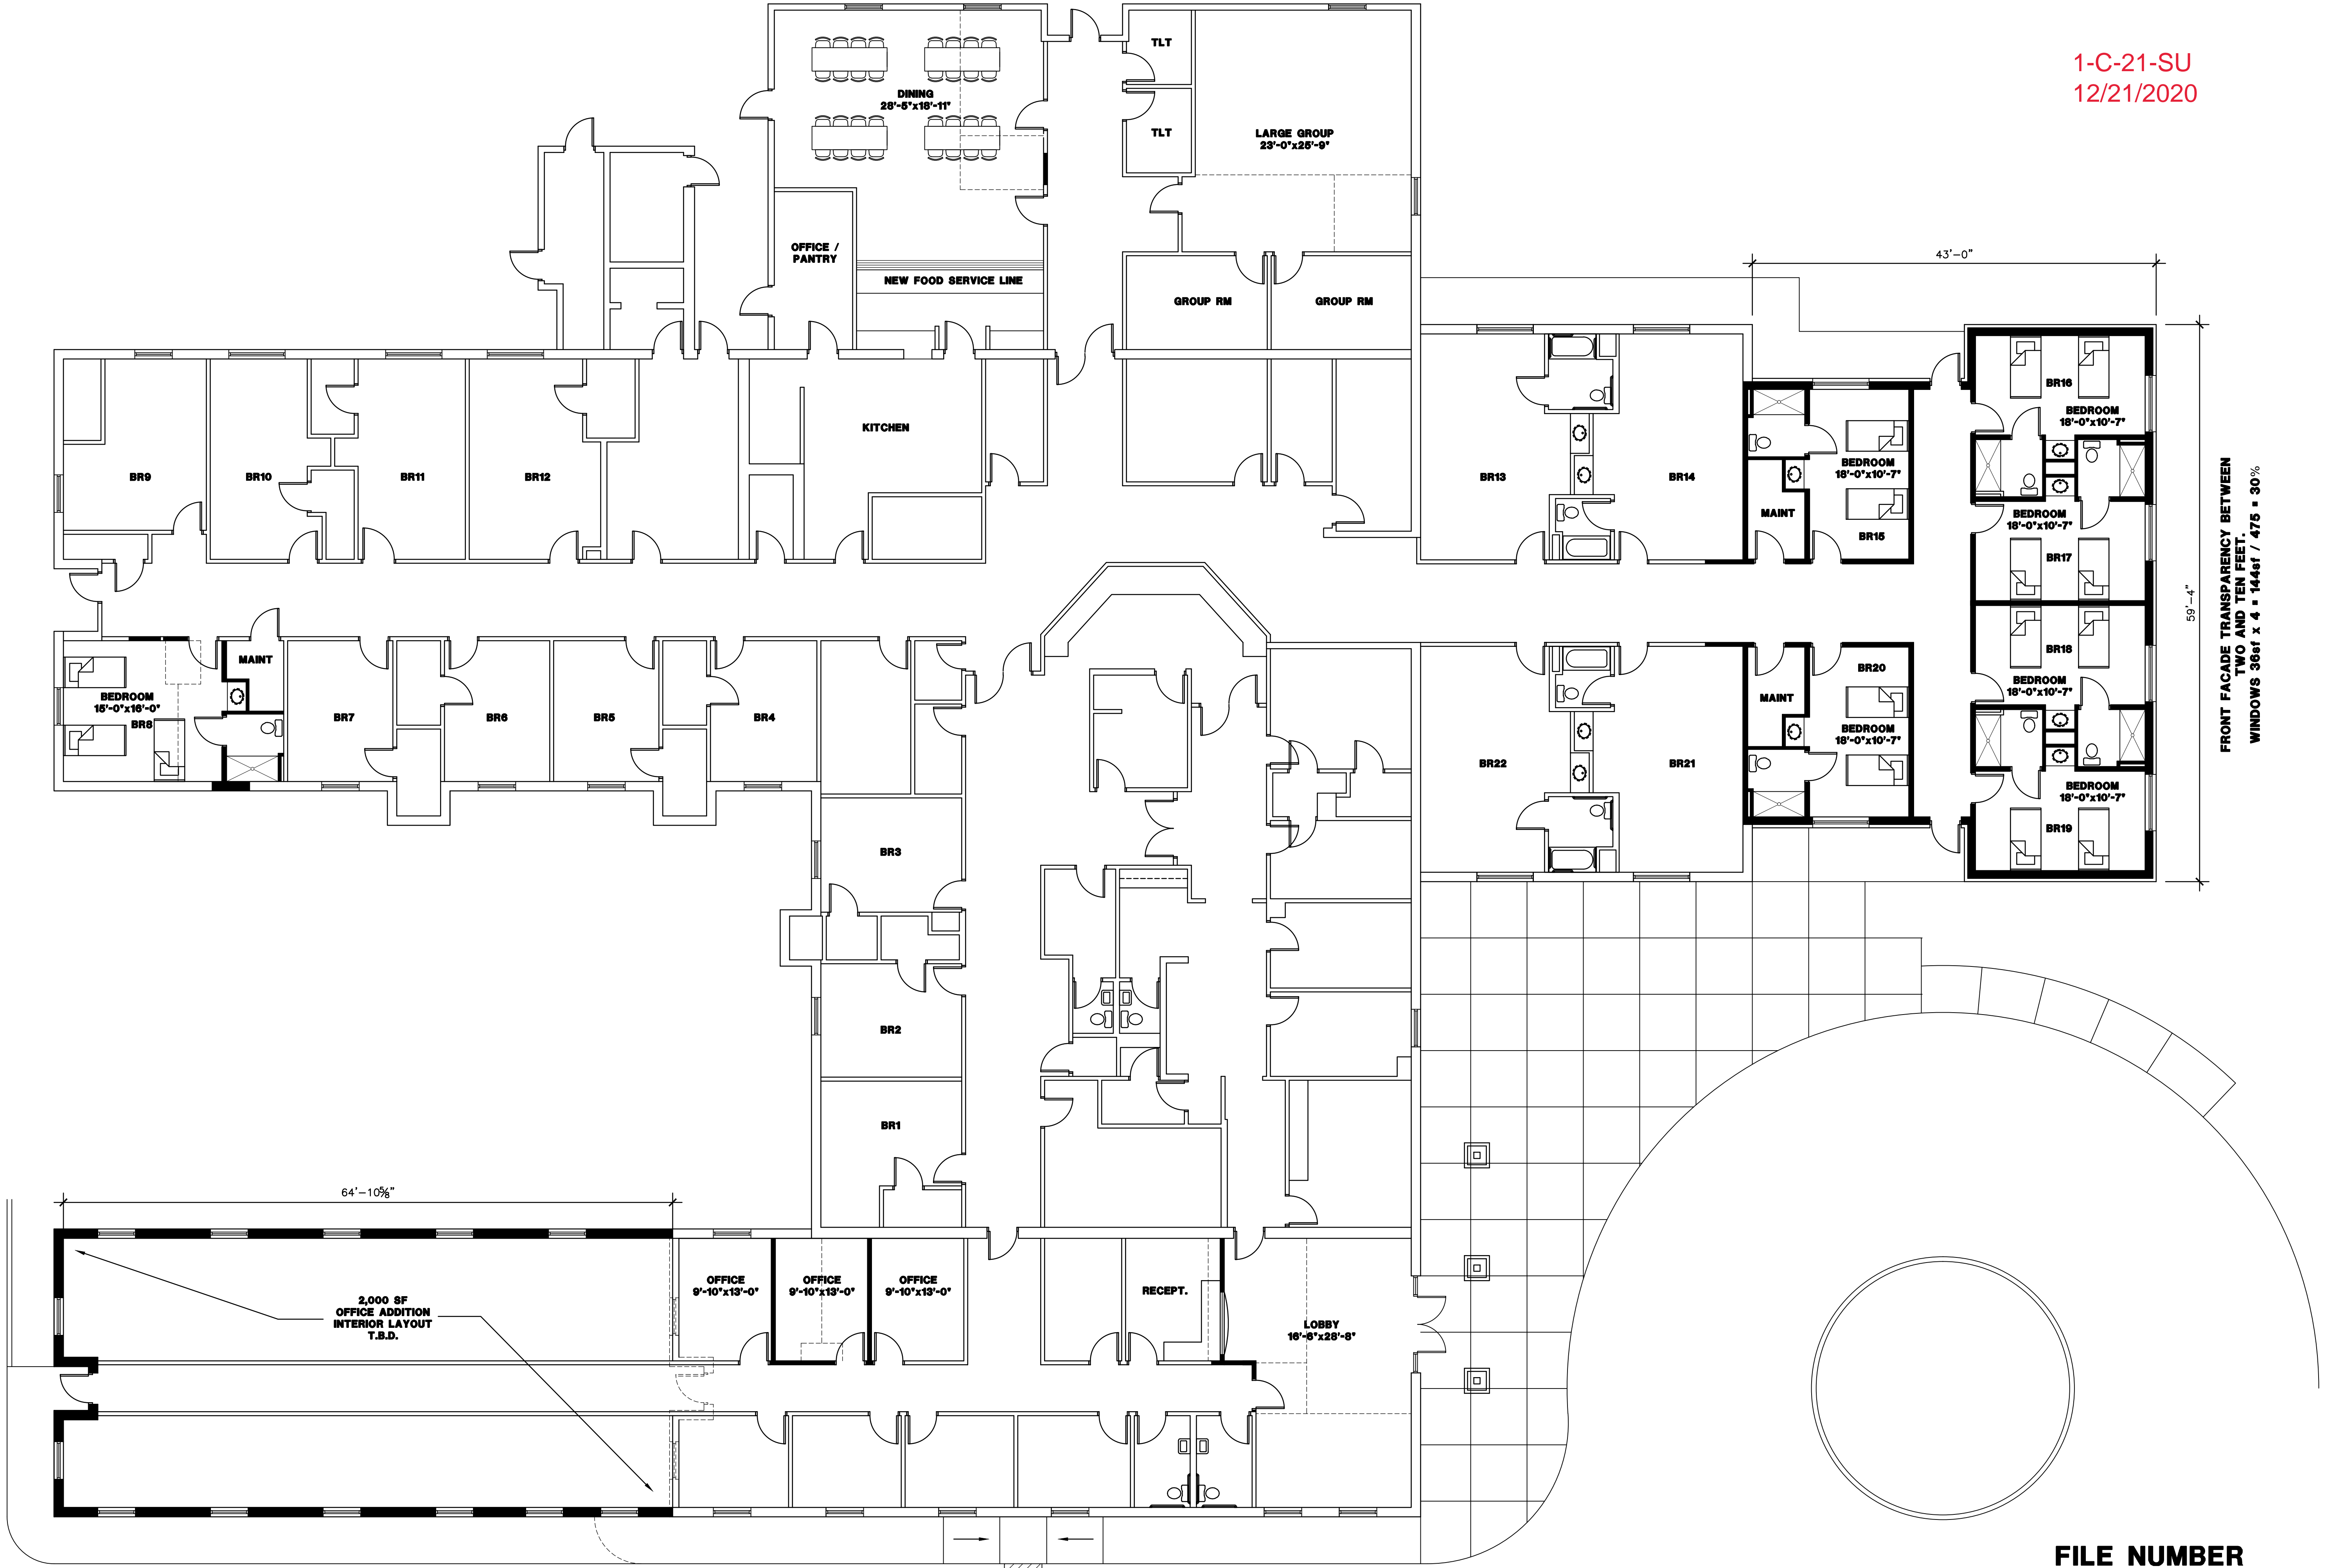 1-C-21-SU
12/21/2020
TLT
DINING
28'-5"x18'-11"
TLT
LARGE GROUP
23'-0"x25'-9"
OFFICE /
PANTRY
NEW FOOD SERVICE LINE
GROUP RM
GROUP RM
43'-0"
BR16
BEDROOM
18'-0"x10'-7"
KITCHEN
BR9
BR10
BR11
BR12
BR13
BR14
BEDROOM
18'-0"x10'-7"
MAINT
BR15
BEDROOM
18'-0"x10'-7"
BR17
59'-4"
FRONT FACADE TRANSPARENCY BETWEEN
TWO AND TEN FEET.
WINDOWS 36sf x 4 = 144sf / 475 = 30%
BR18
BEDROOM
18'-0"x10'-7"
MAINT
BEDROOM
15'-0"x16'-0"
BR8
BR7
BR6
BR5
BR4
BR20
MAINT
BEDROOM
18'-0"x10'-7"
BR22
BR21
BEDROOM
18'-0"x10'-7"
BR19
BR3
BR2
BR1
64'-10⅝"
2,000 SF
OFFICE ADDITION
INTERIOR LAYOUT
T.B.D.
OFFICE
9'-10"x13'-0"
OFFICE
9'-10"x13'-0"
OFFICE
9'-10"x13'-0"
RECEPT.
LOBBY
16'-6"x28'-8"
FILE NUMBER